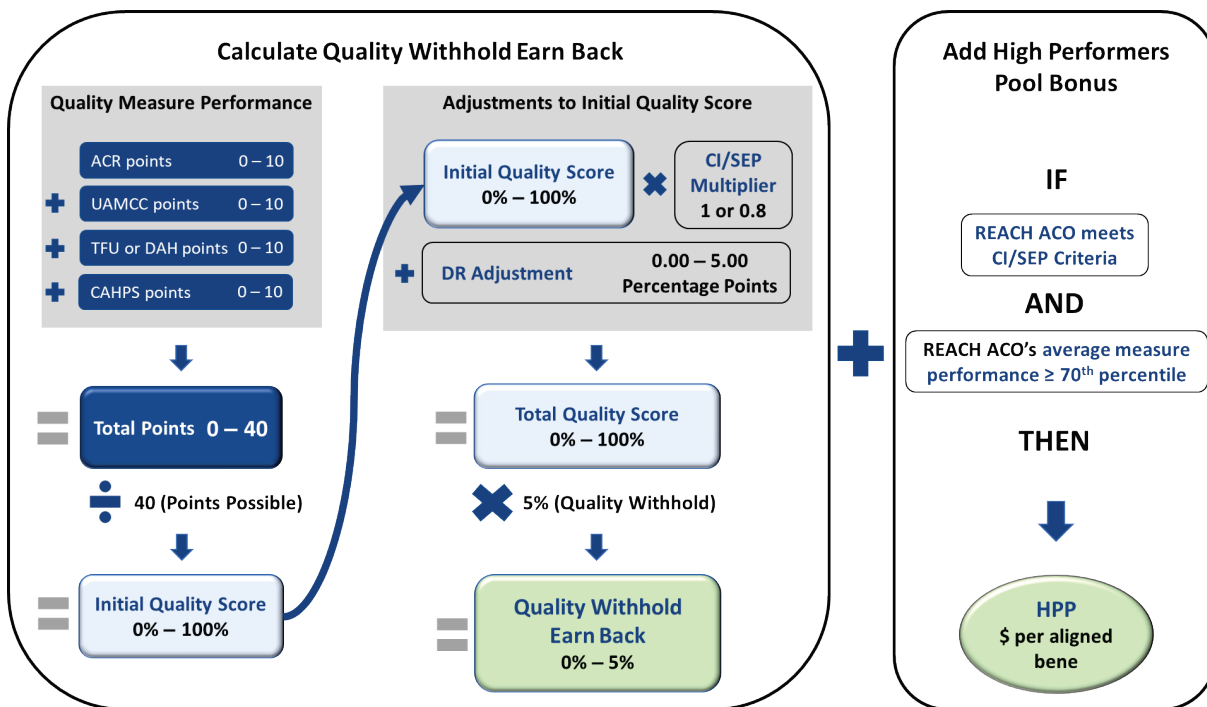 Calculate Quality Withhold Earn Back
Quality Measure Performance
ACR points 0 – 10
UAMCC points 0 – 10
TFU or DAH points 0 – 10
CAHPS points 0 – 10
Total Points 0 – 40
40 (Points Possible)
Initial Quality Score
0% – 100%
Adjustments to Initial Quality Score
Initial Quality Score
0% – 100%
CI/SEP
Multiplier
1 or 0.8
DR Adjustment
0.00 – 5.00
Percentage Points
Total Quality Score
0% – 100%
5% (Quality Withhold)
Quality Withhold
Earn Back
0% – 5%
Add High Performers
Pool Bonus
IF
REACH ACO meets
CI/SEP Criteria
AND
REACH ACO’s average measure
performance ≥ 70th percentile
THEN
HPP
$ per aligned
bene